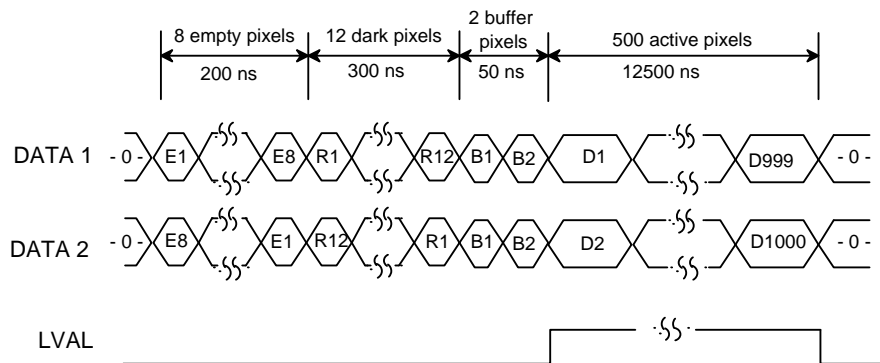 8 empty pixels 12 dark pixels 2 buffer pixels 500 active pixels
200 ns 300 ns 50 ns 12500 ns
DATA 1 - 0 - E1 E8 R1 R12 B1 B2 D1 D999 - 0 -
DATA 2 - 0 - E8 E1 R12 R1 B1 B2 D2 D1000 - 0 -
LVAL